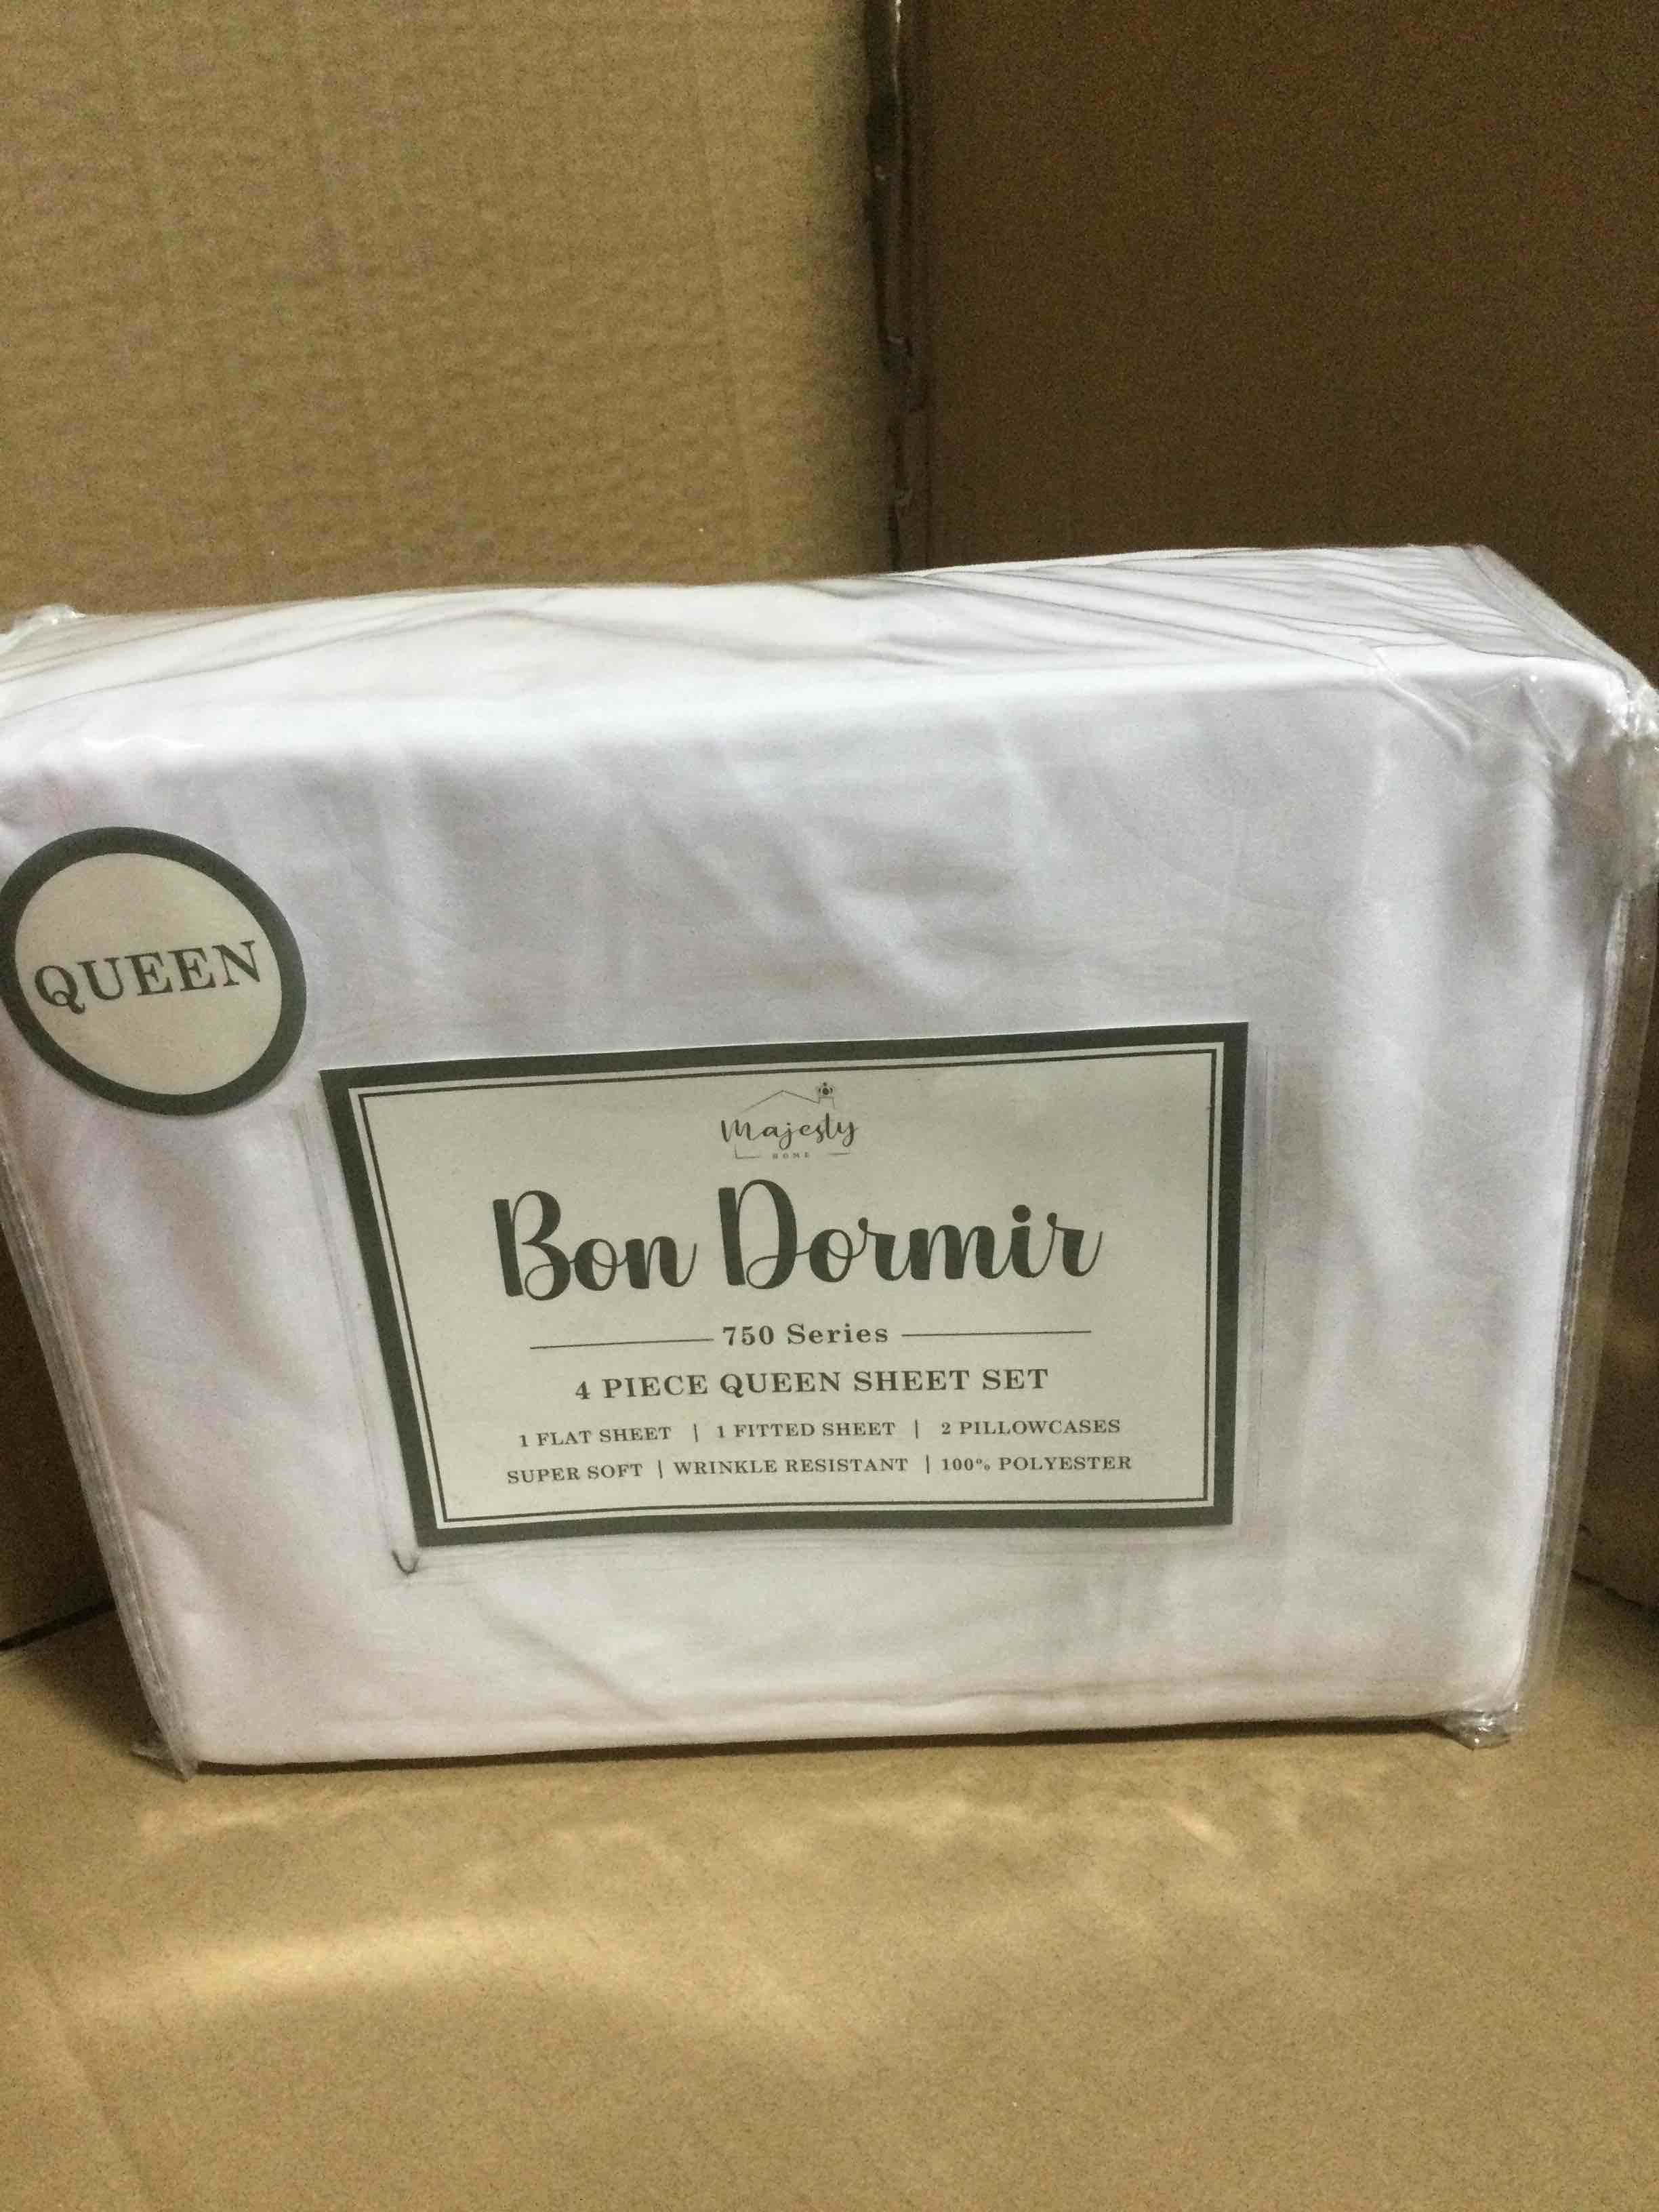 QUEEN
Majesty
HOME
Bon Dormir
750 Series
4 PIECE QUEEN SHEET SET
1 FLAT SHEET | 1 FITTED SHEET | 2 PILLOWCASES
SUPER SOFT | WRINKLE RESISTANT | 100% POLYESTER